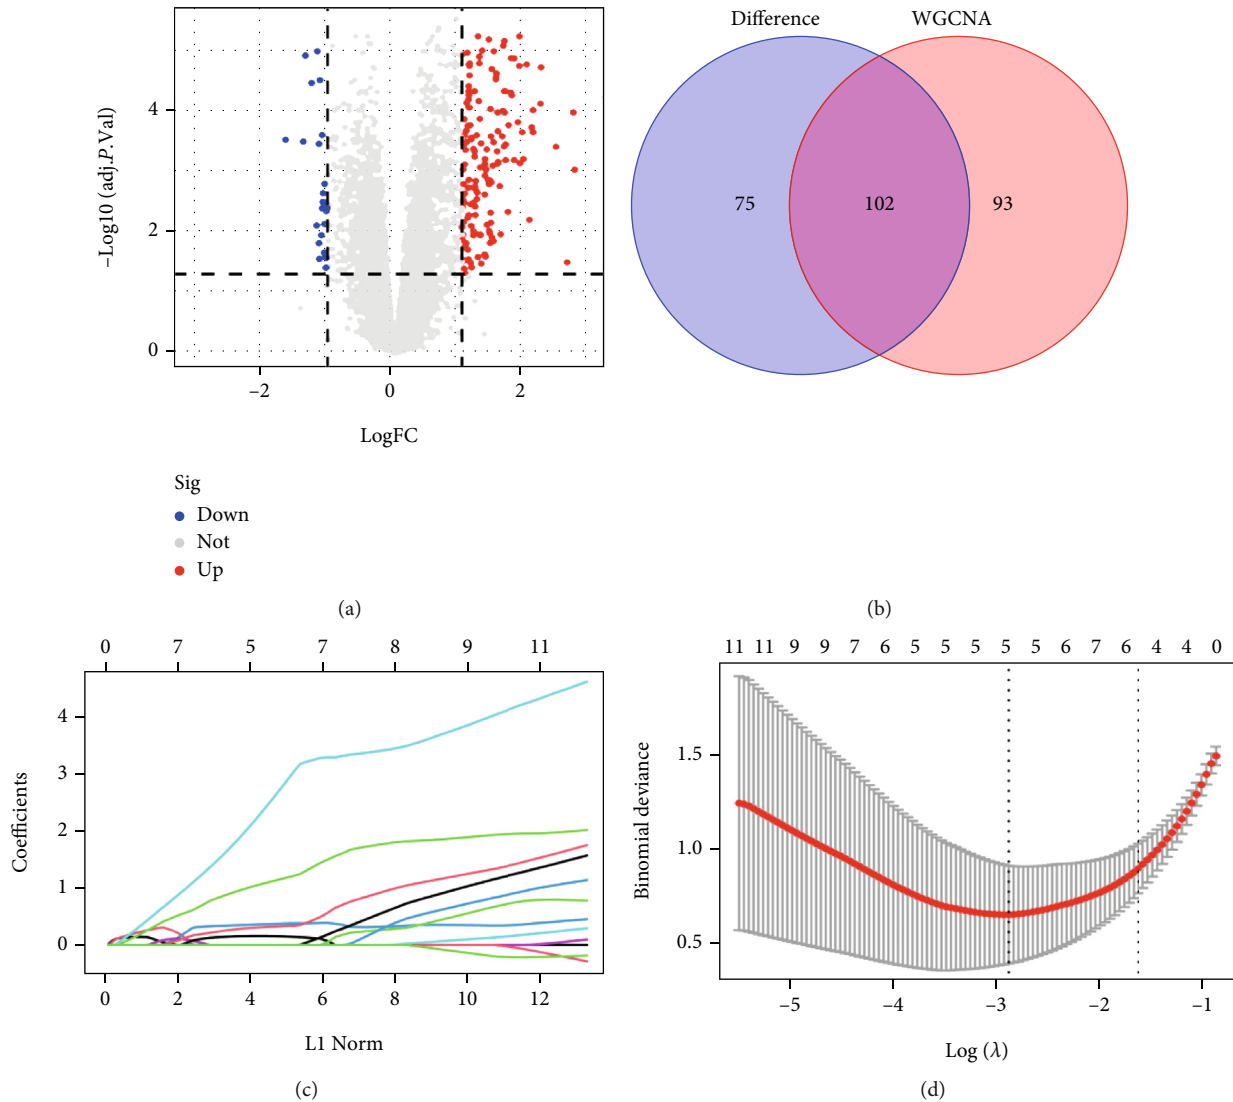 4
2
0
−2
0
2
−Log10 (adj.P.Val)
LogFC
Sig
Down
Not
Up
(a)
Difference
WGCNA
75
102
93
(b)
0 7 5 7 8 9 11
4
3
2
1
0
0 2 4 6 8 10 12
Coefficients
L1 Norm
(c)
11 11 9 9 7 6 5 5 5 5 5 6 7 6 4 4 0
1.5
1.0
0.5
−5 −4 −3 −2 −1
Binomial deviance
Log (λ)
(d)